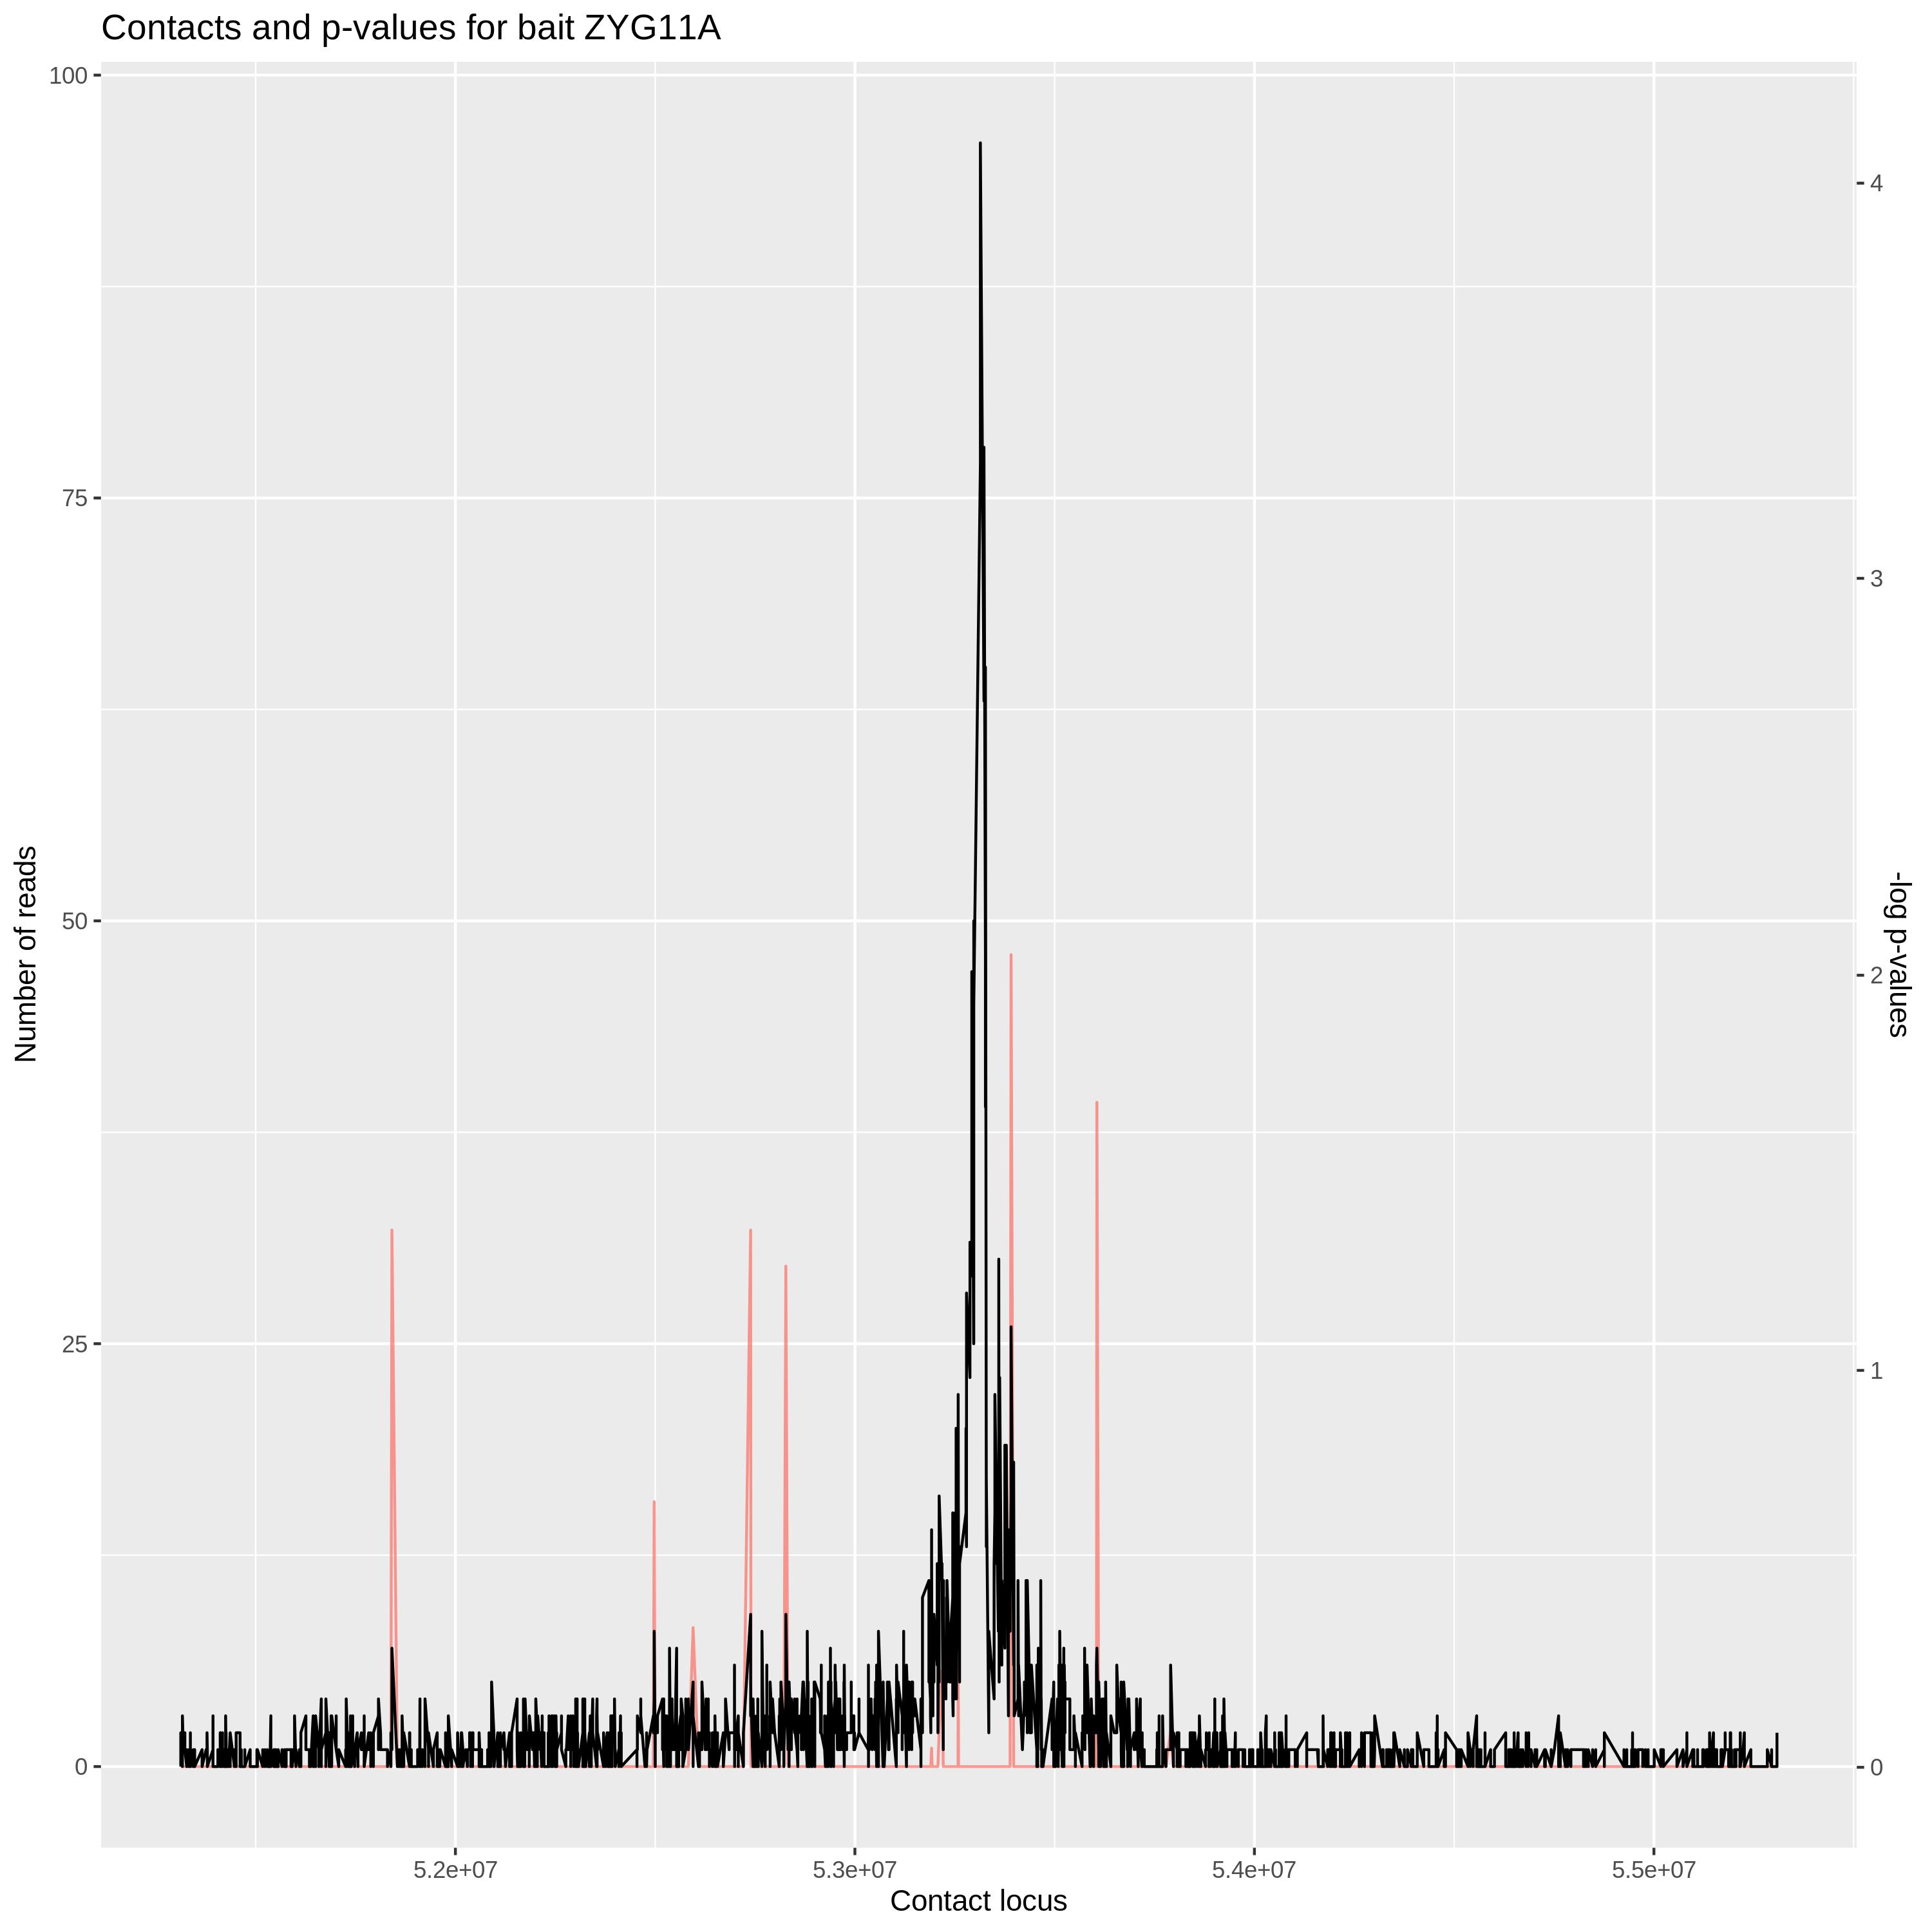 Contacts and p-values for bait ZYG11A
100
75
50
25
0
Number of reads
4
3
2
1
0
-log p-values
5.2e+07
5.3e+07
5.4e+07
5.5e+07
Contact locus